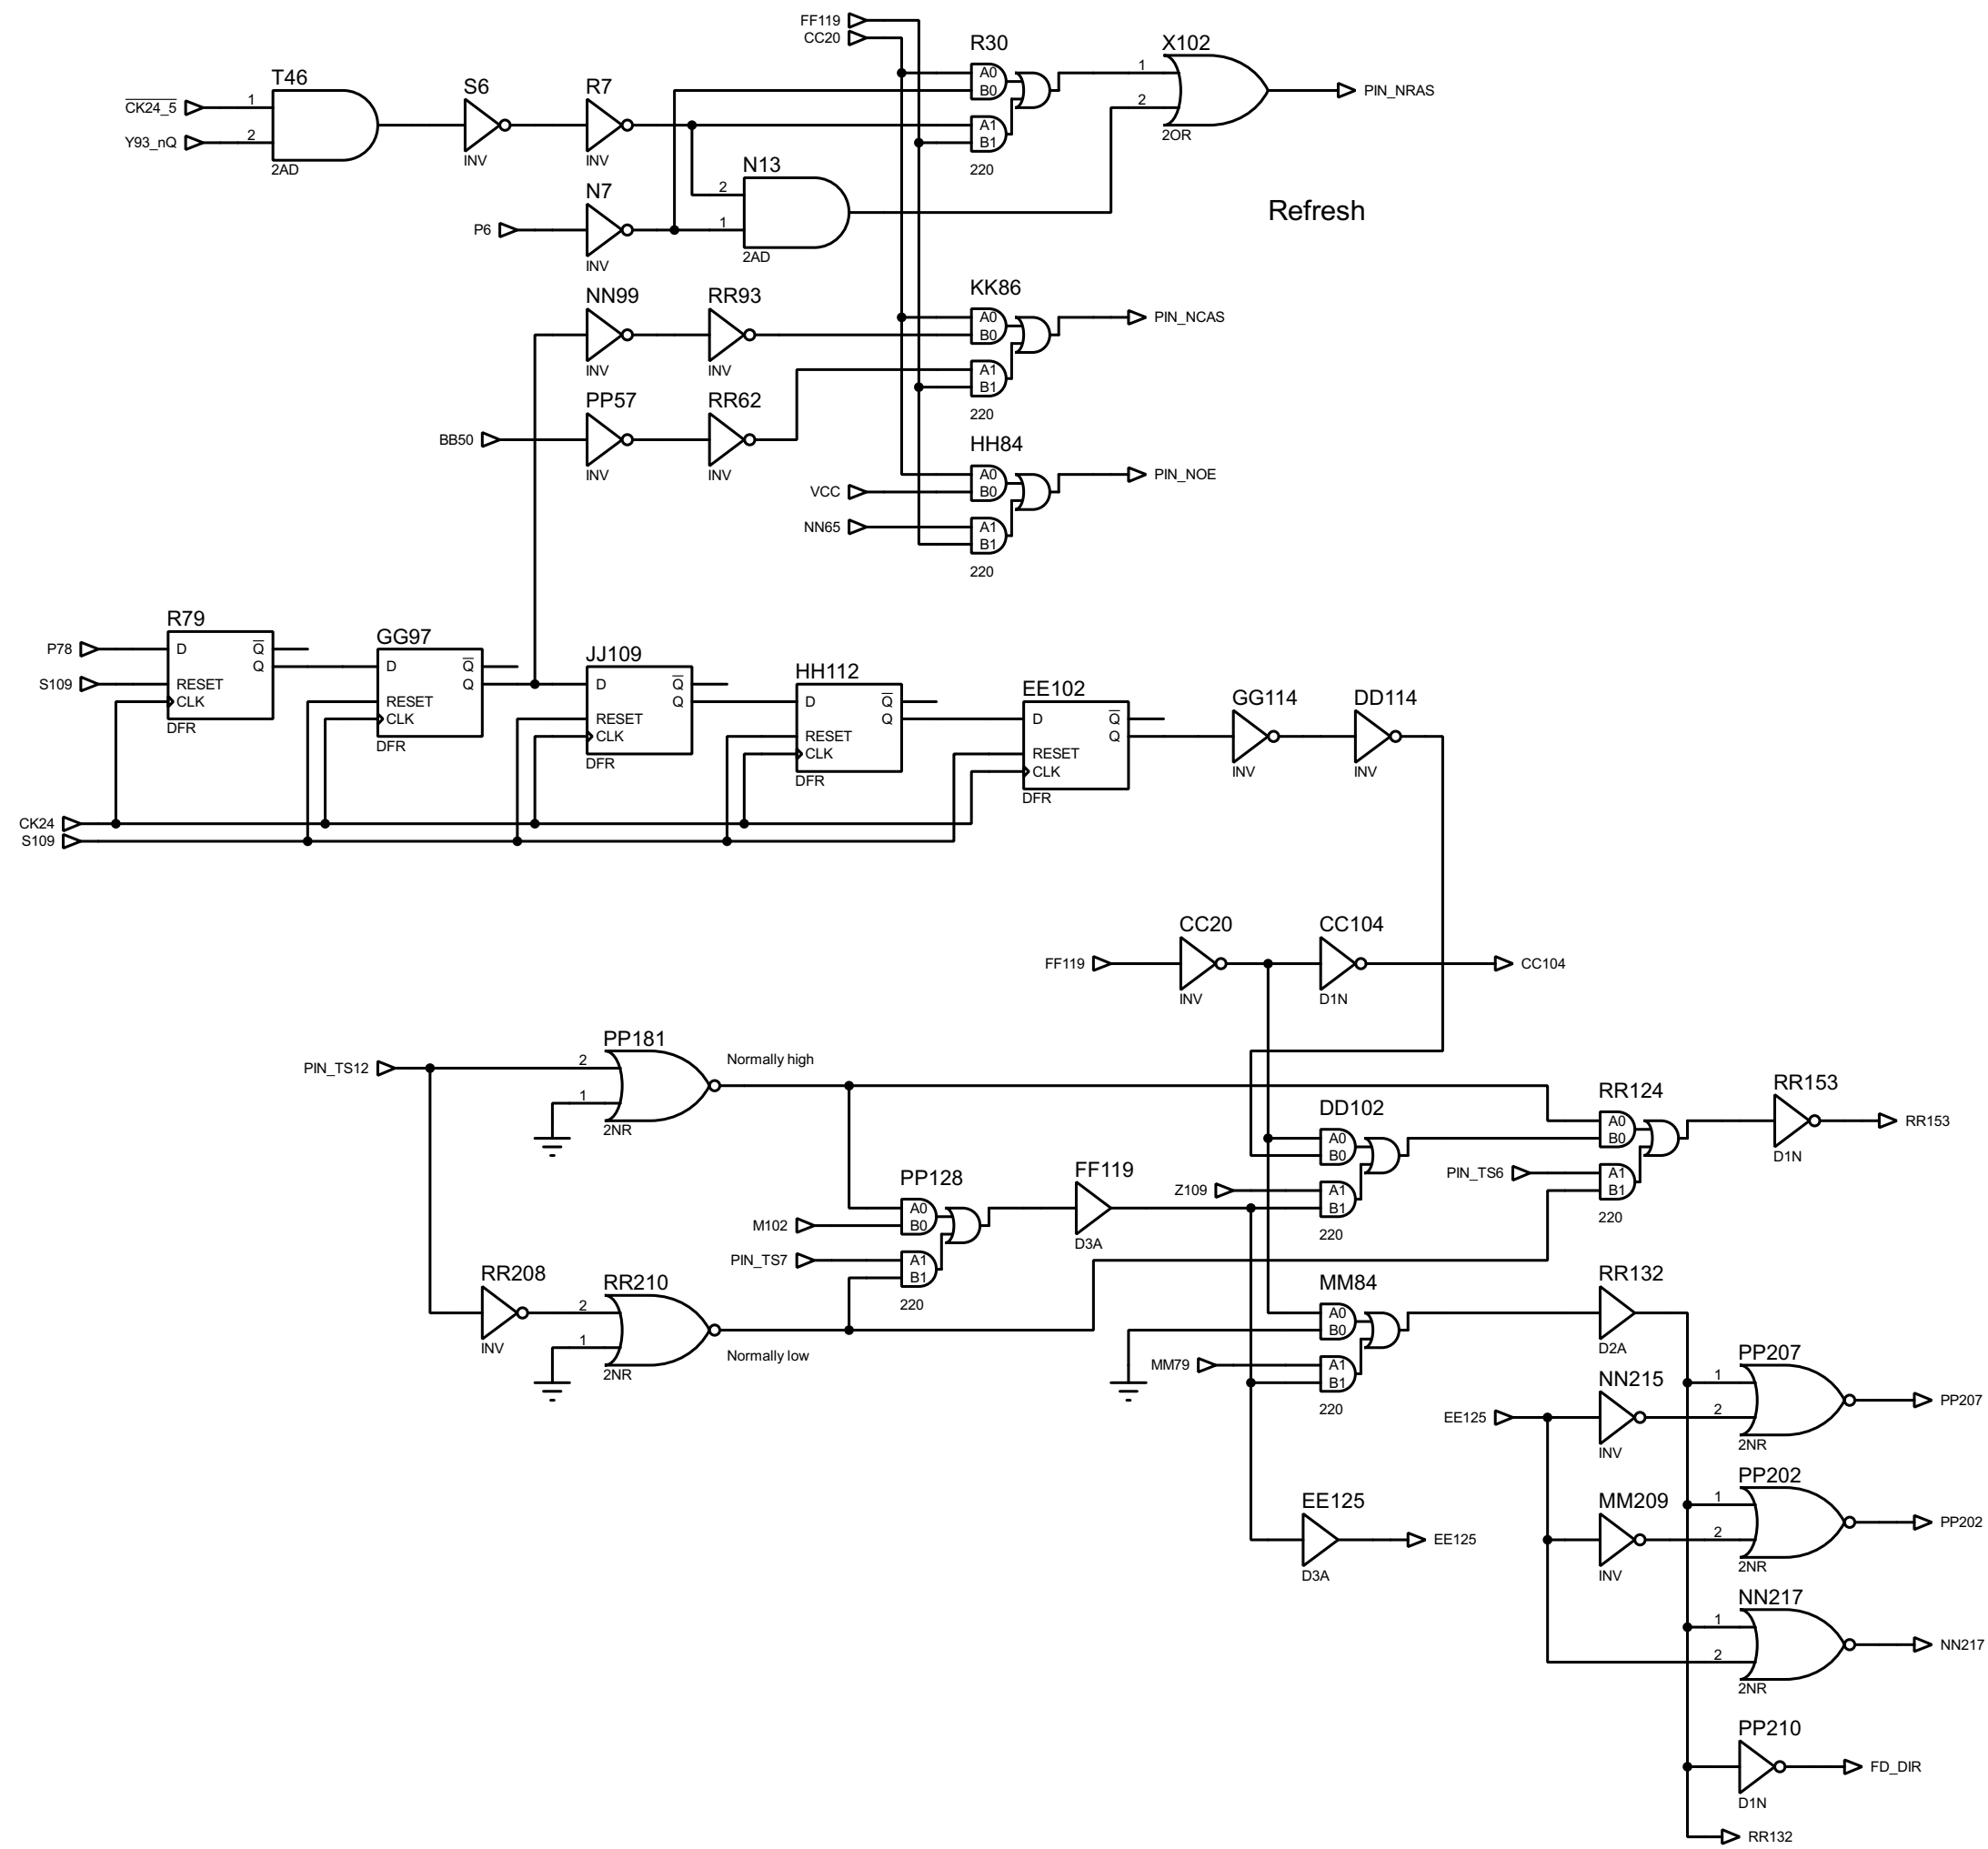 FF119
CC20
R30
X102
A0
B0
A1
B1
220
1
2
2OR
PIN_NRAS
T46
CK24_5
Y93_nQ
1
2
2AD
S6
INV
R7
INV
N13
2
1
2AD
Refresh
P6
N7
INV
NN99
INV
RR93
INV
KK86
A0
B0
A1
B1
220
PIN_NCAS
BB50
PP57
INV
RR62
INV
HH84
VCC
NN65
A0
B0
A1
B1
220
PIN_NOE
P78
S109
R79
D
Q
Q
RESET
CLK
DFR
GG97
D
Q
Q
RESET
CLK
DFR
JJ109
D
Q
Q
RESET
CLK
DFR
HH112
D
Q
Q
RESET
CLK
DFR
EE102
D
Q
Q
RESET
CLK
DFR
GG114
INV
DD114
INV
CK24
S109
FF119
CC20
INV
CC104
D1N
CC104
PIN_TS12
PP181
2
1
2NR
Normally high
RR124
A0
B0
A1
B1
220
PIN_TS6
RR153
D1N
RR153
DD102
A0
B0
A1
B1
220
Z109
PP128
M102
PIN_TS7
A0
B0
A1
B1
220
FF119
D3A
RR208
INV
RR210
2
1
2NR
Normally low
MM84
A0
B0
A1
B1
220
MM79
RR132
D2A
EE125
NN215
INV
PP207
1
2
2NR
PP207
MM209
INV
PP202
1
2
2NR
PP202
EE125
D3A
EE125
NN217
1
2
2NR
NN217
PP210
D1N
FD_DIR
RR132